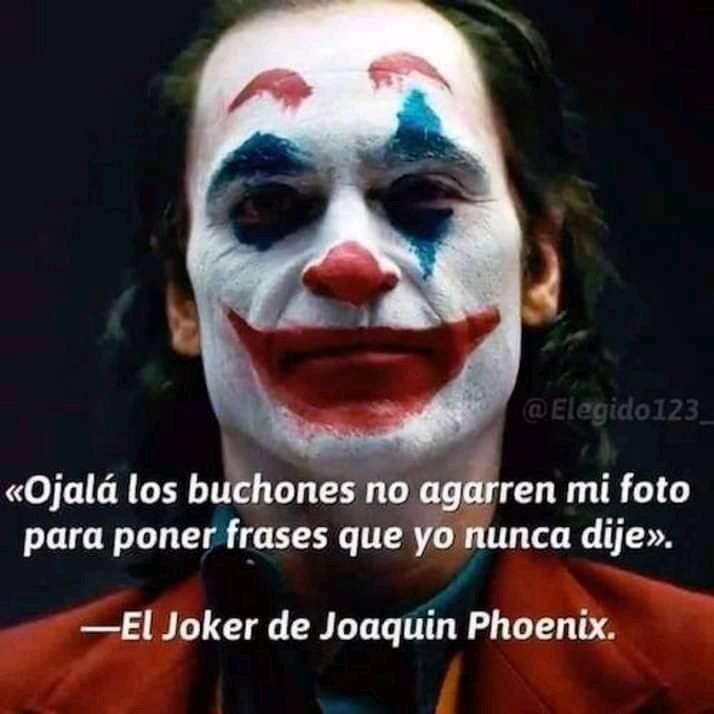 @Elegido123_
«Ojalá los buchones no agarren mi foto
para poner frases que yo nunca dije».
—El Joker de Joaquin Phoenix.